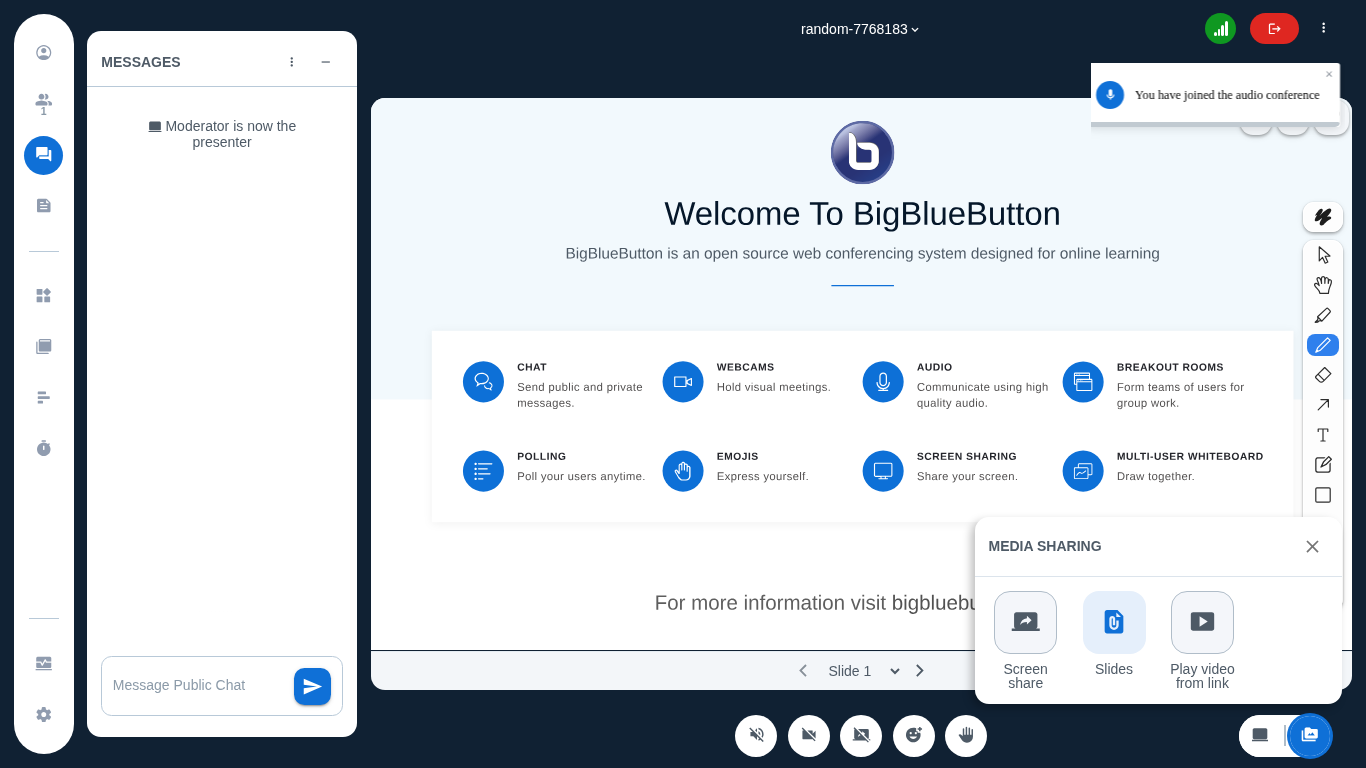 random-7768183
MESSAGES
1
Moderator is now the
presenter
You have joined the audio conference
Welcome To BigBlueButton
BigBlueButton is an open source web conferencing system designed for online learning
CHAT
Send public and private
messages.
WEBCAMS
Hold visual meetings.
AUDIO
Communicate using high
quality audio.
BREAKOUT ROOMS
Form teams of users for
group work.
POLLING
Poll your users anytime.
EMOJIS
Express yourself.
SCREEN SHARING
Share your screen.
MULTI-USER WHITEBOARD
Draw together.
For more information visit bigbluebu
MEDIA SHARING
Screen
share
Slides
Play video
from link
Slide 1
Message Public Chat